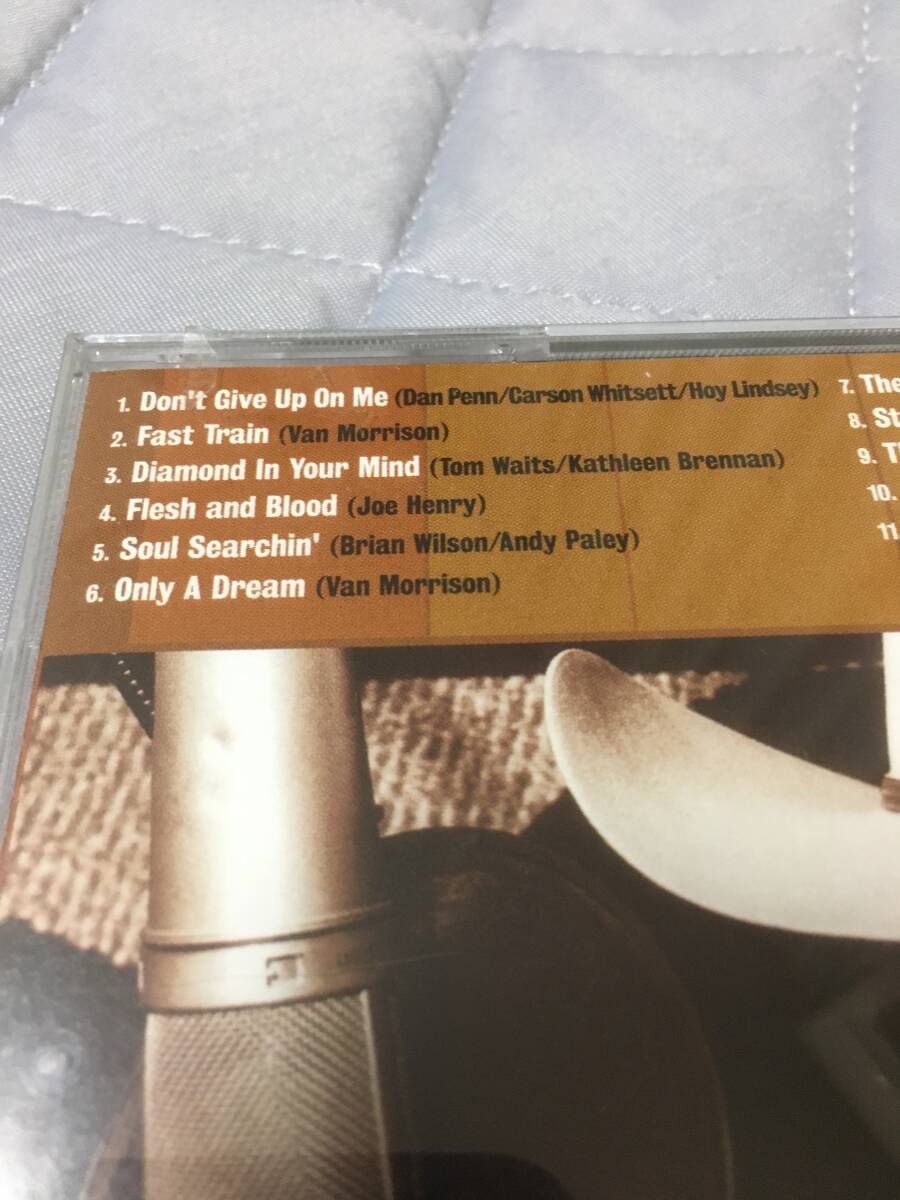 1. Don't Give Up On Me (Dan Penn/Carson Whitsett/Hoy Lindsey)
2. Fast Train (Van Morrison)
3. Diamond In Your Mind (Tom Waits/Kathleen Brennan)
4. Flesh and Blood (Joe Henry)
5. Soul Searchin' (Brian Wilson/Andy Paley)
6. Only A Dream (Van Morrison)
7. The
8. St
9. T
10.
11.